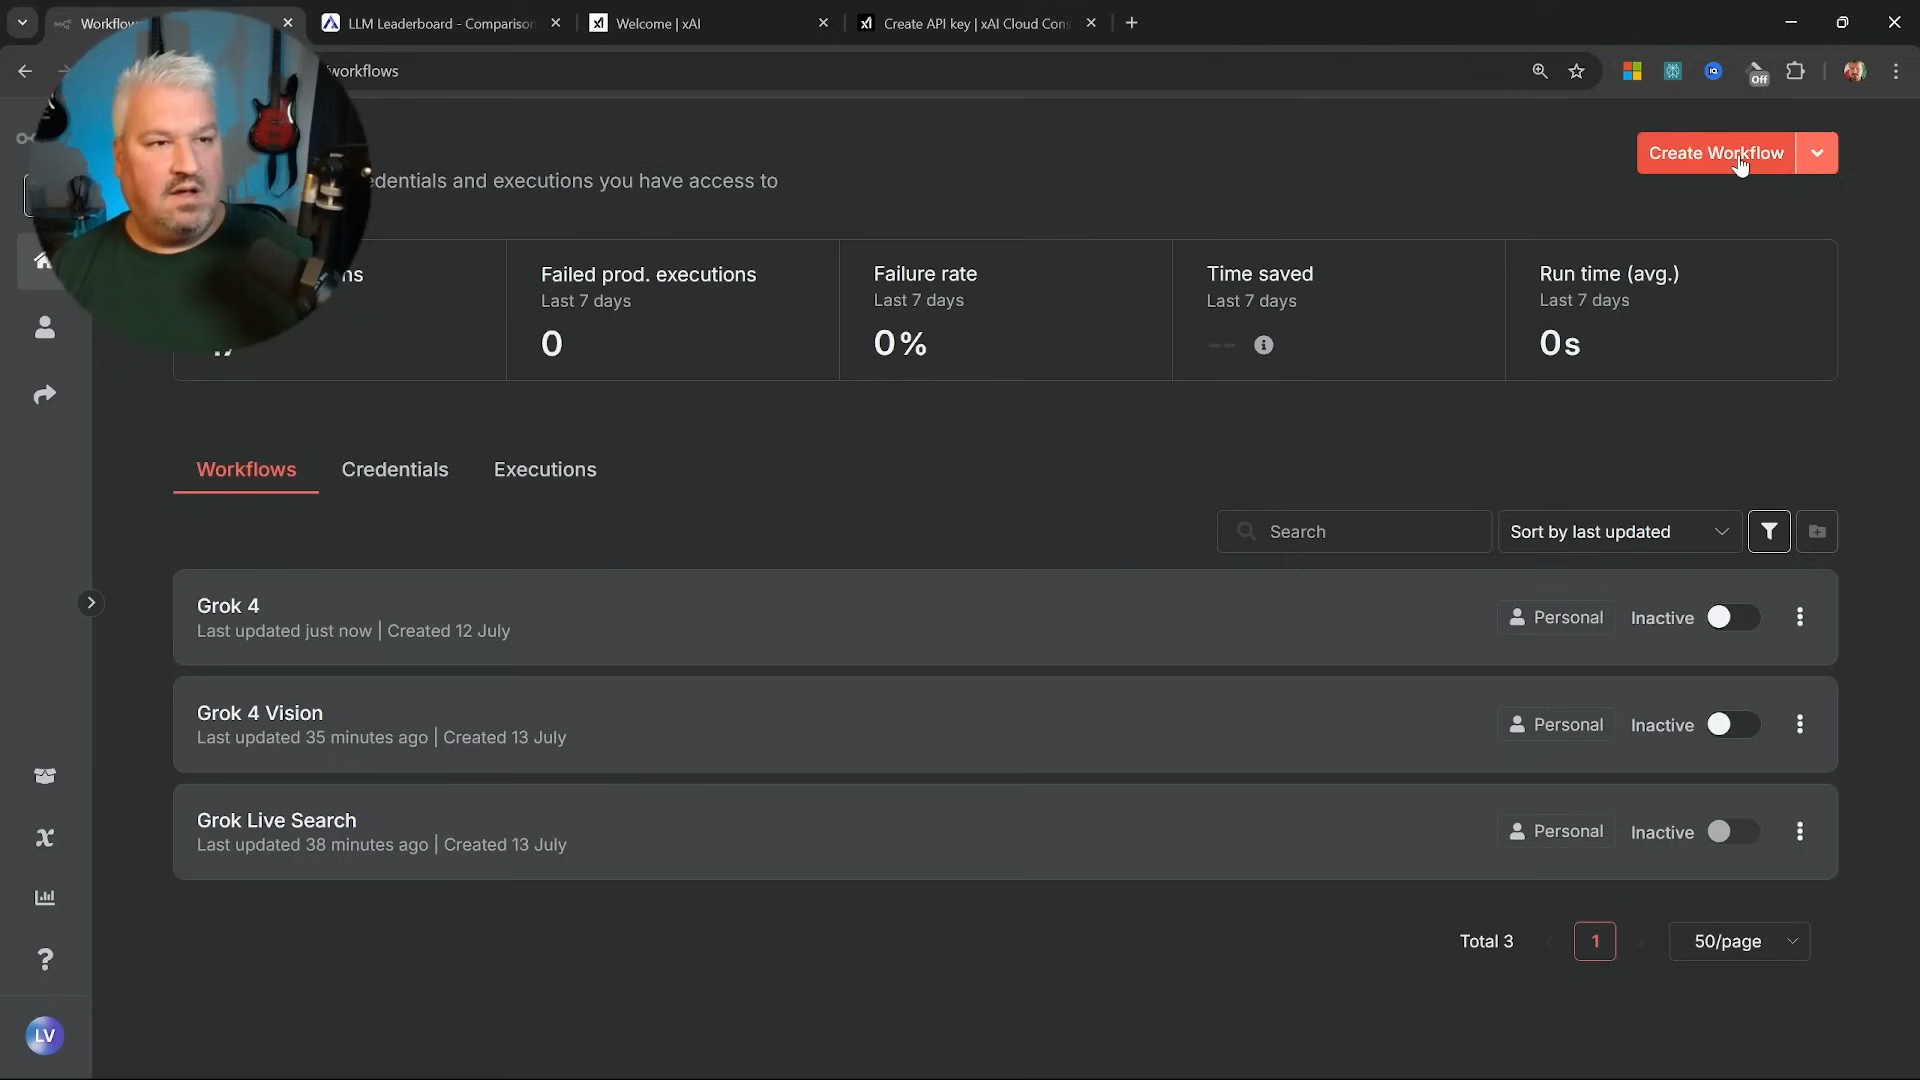 Workflow
LLM Leaderboard - Comparison
Welcome | xAI
Create API key | xAI Cloud Cons
/workflows
Off
edentials and executions you have access to
Create Workflow
ns
Failed prod. executions
Last 7 days
0
Failure rate
Last 7 days
0%
Time saved
Last 7 days
--
Run time (avg.)
Last 7 days
0s
Workflows
Credentials
Executions
Search
Sort by last updated
Grok 4
Last updated just now | Created 12 July
Personal
Inactive
Grok 4 Vision
Last updated 35 minutes ago | Created 13 July
Personal
Inactive
Grok Live Search
Last updated 38 minutes ago | Created 13 July
Personal
Inactive
Total 3
1
50/page
LV